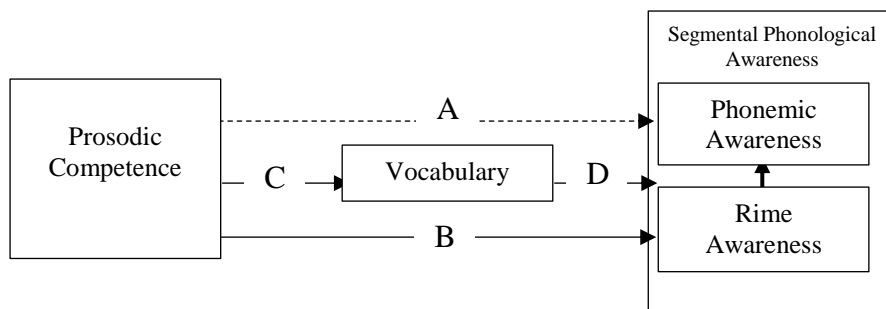 Segmental Phonological
Awareness
A
Phonemic
Awareness
Prosodic
Competence
C
Vocabulary
D
B
Rime
Awareness